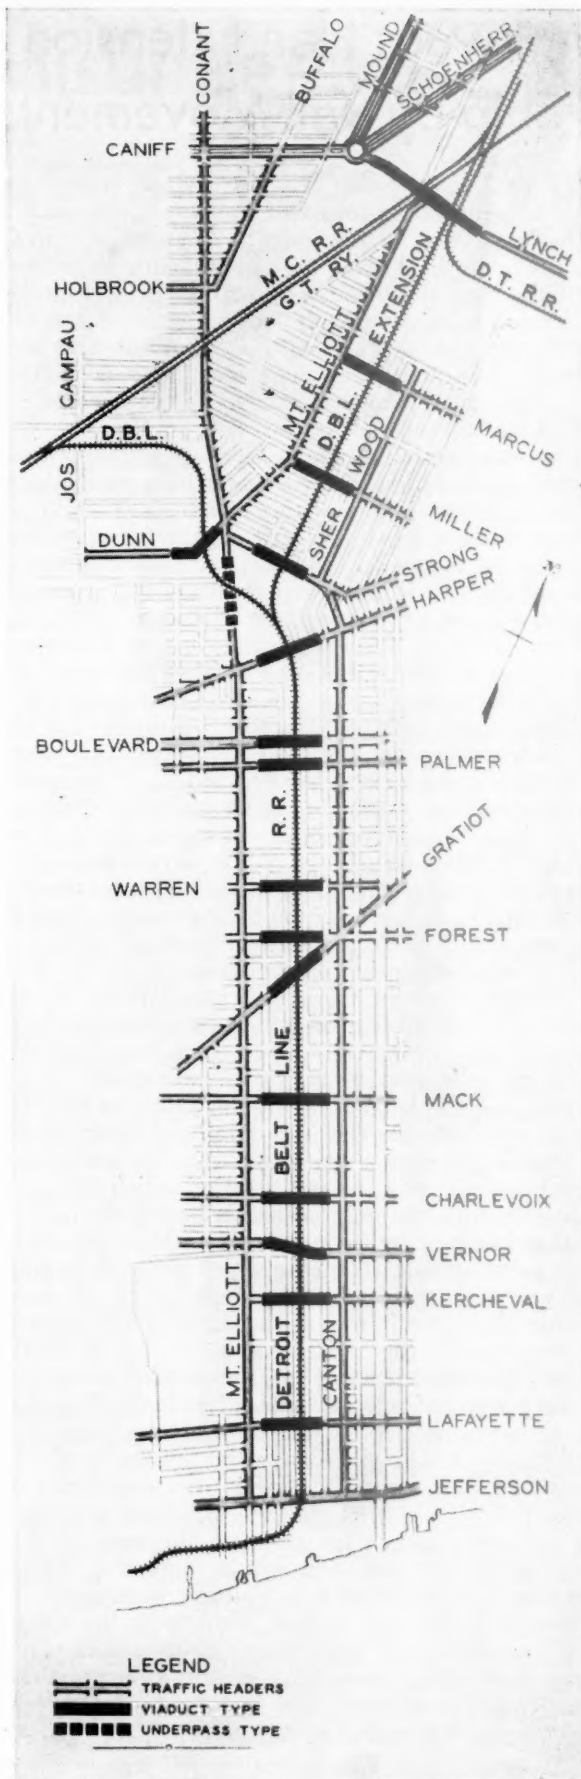 CONANT
BUFFALO
MOUND
SCHOENHERR
CANIFF
LYNCH
D. T. R. R.
M. C. R. R.
G. T. RY.
HOLBROOK
EXTENSION
D. B. L.
MT. ELLIOTT
JOS CAMPAU
D. B. L.
MARCUS
SHER WOOD
MILLER
DUNN
STRONG
HARPER
BOULEVARD
PALMER
R. R.
GRATIOT
WARREN
FOREST
LINE
MACK
BELT
CHARLEVOIX
VERNOR
MT. ELLIOTT
KERCHEVAL
DETROIT
CANTON
LAFAYETTE
JEFFERSON
LEGEND
TRAFFIC HEADERS
VIADUCT TYPE
UNDERPASS TYPE